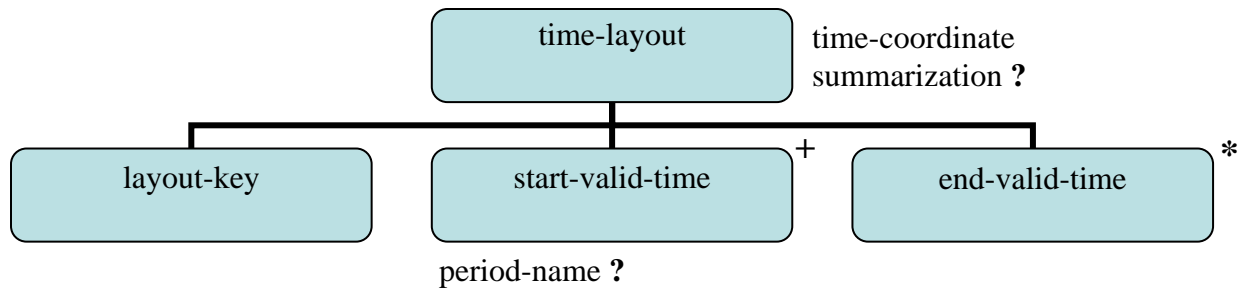 time-layout
time-coordinate
summarization ?
layout-key
start-valid-time
+
end-valid-time
*
period-name ?